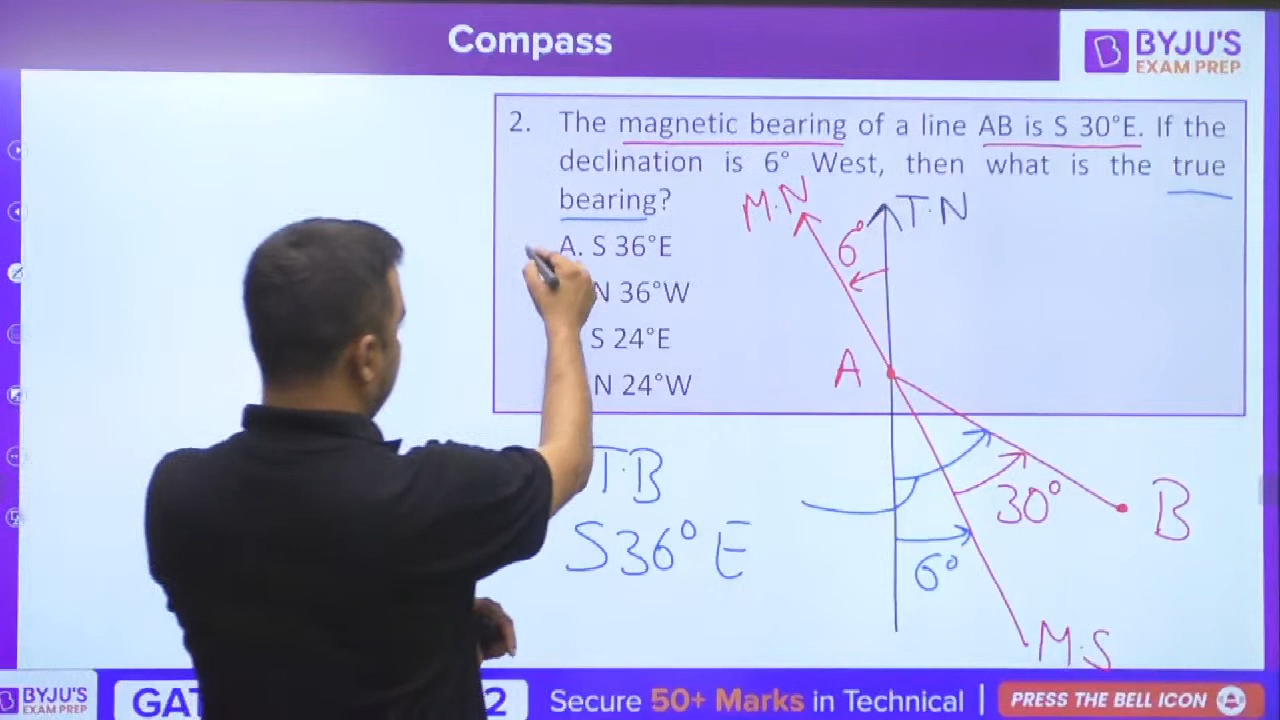 Compass
BYJU'S
EXAM PREP
2. The magnetic bearing of a line AB is S 30°E. If the
declination is 6° West, then what is the true
bearing?
A. S 36°E
N 36°W
S 24°E
N 24°W
M.N
T.N
6°
A
30°
B
6°
M.S
T.B
S36°E
BYJU'S
EXAM PREP
GAT
2
Secure 50+ Marks in Technical
PRESS THE BELL ICON